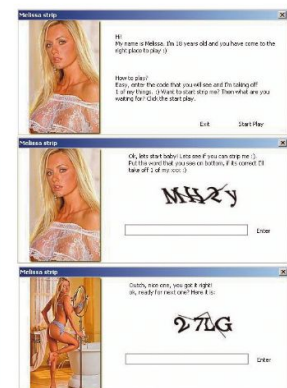 Melissa strip
Hi!
My name is Melissa. I'm 18 years old and you have come to the
right place to play :)
How to play?
Easy, enter the code that you will see and I'm taking off
1 of my things. :) Want to start strip me? Then what are you
waiting for? Click the start play.
Exit
Start Play
Melissa strip
Ok, lets start baby! Lets see if you can strip me :).
Put the word that you see on bottom, if its correct I'll
take off 1 of my xxx :)
Enter
Melissa strip
nice one, you got it right!
ok, ready for next one? Here it is:
Enter